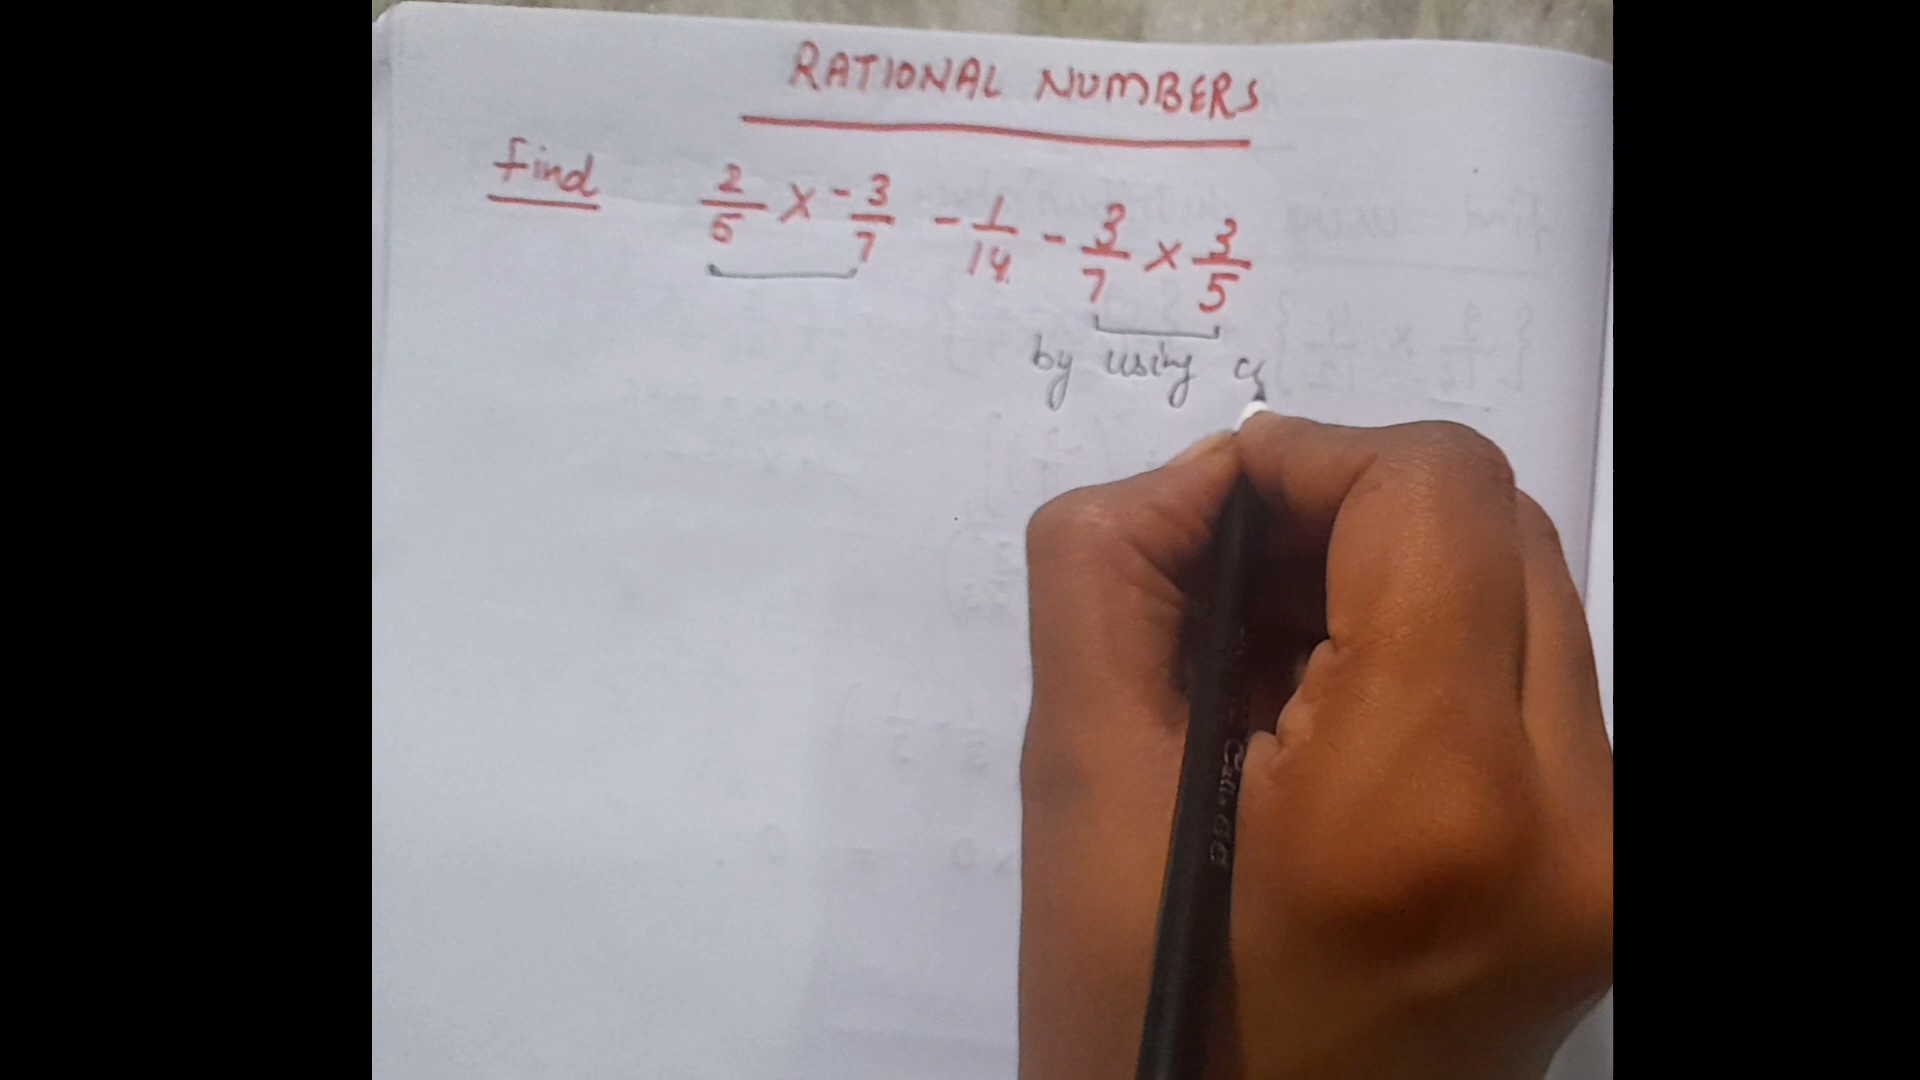 RATIONAL NUMBERS
find 2/5 × -3/7 - 1/14 - 3/7 × 3/5
by using